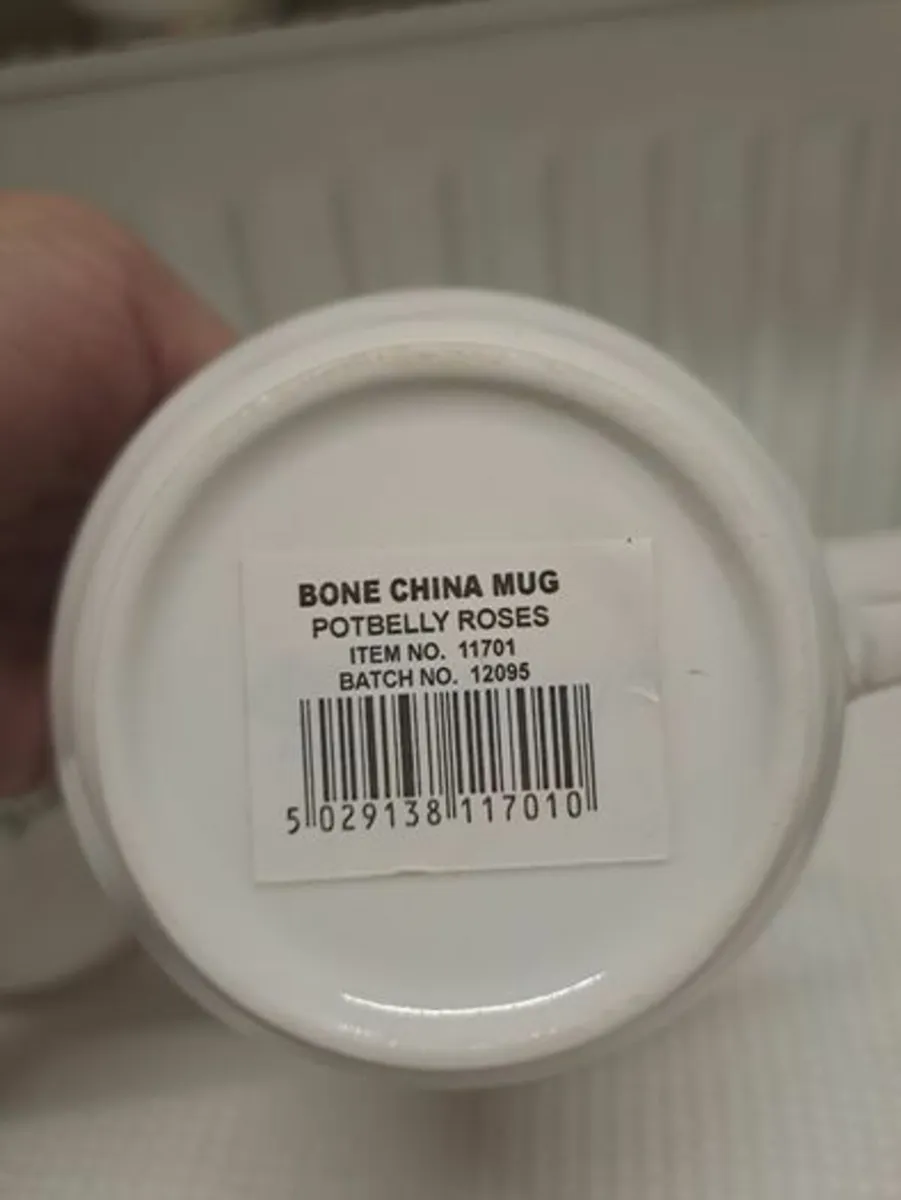 BONE CHINA MUG
POTBELLY ROSES
ITEM NO. 11701
BATCH NO. 12095
5 029138 117010